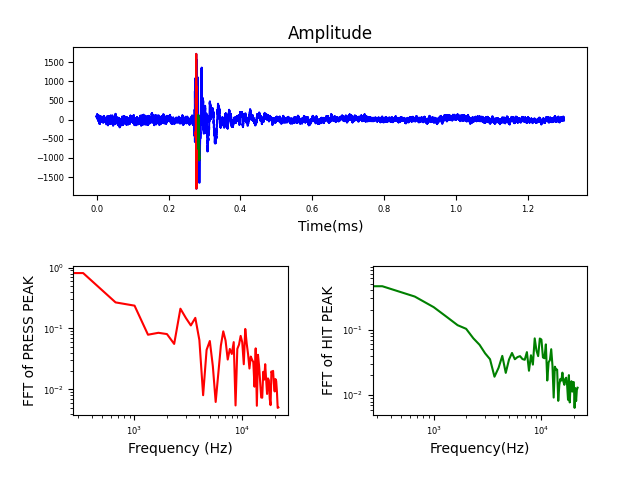 Amplitude
1500
1000
500
0
−500
−1000
−1500
0.0 0.2 0.4 0.6 0.8 1.0 1.2
Time(ms)
FFT of PRESS PEAK
10⁰
10⁻¹
10⁻²
10³ 10⁴
Frequency (Hz)
FFT of HIT PEAK
10⁻¹
10⁻²
10³ 10⁴
Frequency(Hz)